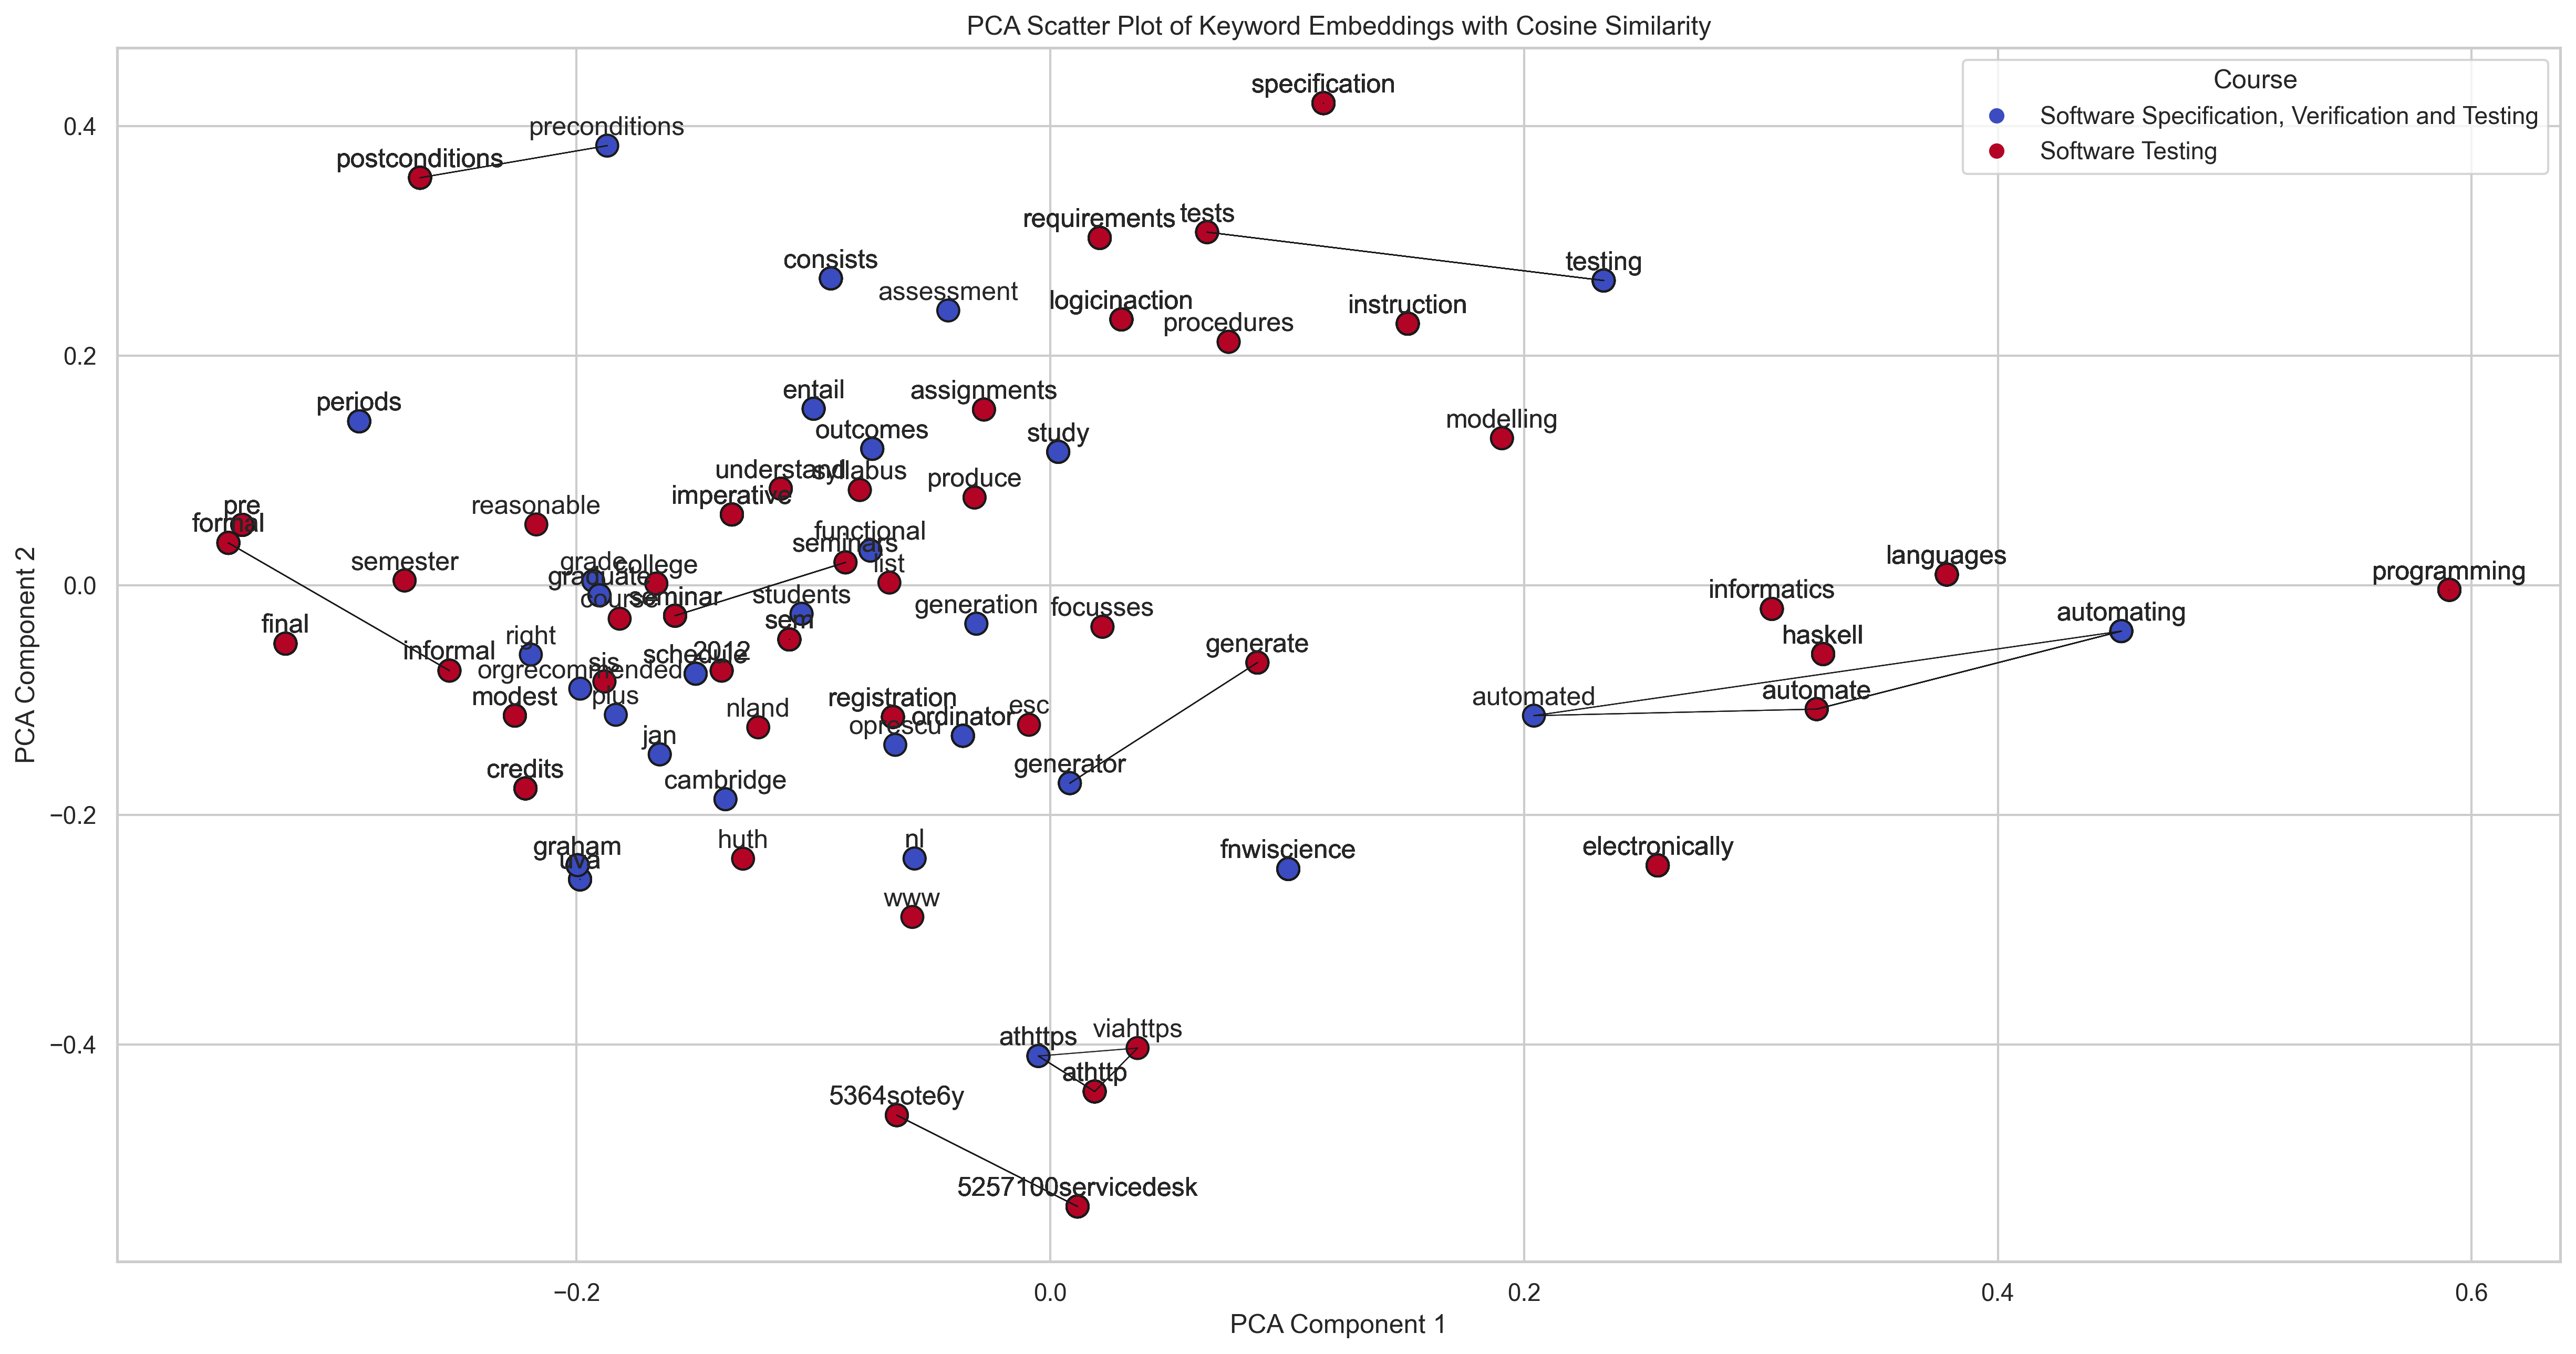 PCA Scatter Plot of Keyword Embeddings with Cosine Similarity
Course
Software Specification, Verification and Testing
Software Testing
specification
preconditions
postconditions
requirements
tests
testing
consists
assessment
logicinaction
instruction
procedures
periods
entail
assignments
outcomes
study
modelling
understand
syllabus
produce
imperative
reasonable
pre
formal
functional
seminars
list
semester
grade
college
graduate
course
seminar
students
sem
generation
focusses
languages
informatics
programming
automating
haskell
final
right
informal
schedule
2012
generate
sis
orgrecommended
modest
plus
registration
ordinator
esc
automated
automate
nland
oprescu
jan
generator
credits
cambridge
graham
uva
huth
nl
fnwiscience
electronically
www
athttps
viahttps
athttp
5364sote6y
5257100servicedesk
PCA Component 2
0.4
0.2
0.0
−0.2
−0.4
−0.2
0.0
0.2
0.4
0.6
PCA Component 1